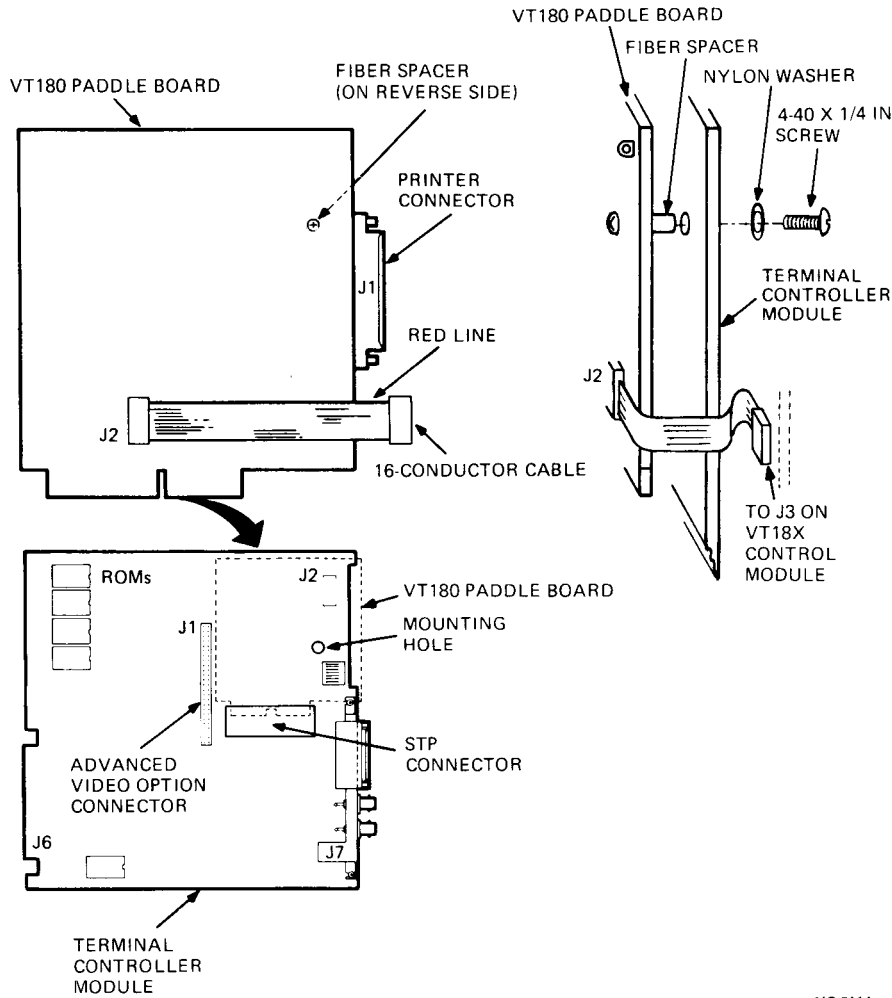 VT180 PADDLE BOARD
FIBER SPACER
(ON REVERSE SIDE)
PRINTER
CONNECTOR
J1
RED LINE
J2
16-CONDUCTOR CABLE
VT180 PADDLE BOARD
FIBER SPACER
NYLON WASHER
4-40 X 1/4 IN
SCREW
TERMINAL
CONTROLLER
MODULE
J2
TO J3 ON
VT18X
CONTROL
MODULE
ROMs
J2
VT180 PADDLE BOARD
J1
MOUNTING
HOLE
STP
CONNECTOR
ADVANCED
VIDEO OPTION
CONNECTOR
J6
J7
TERMINAL
CONTROLLER
MODULE